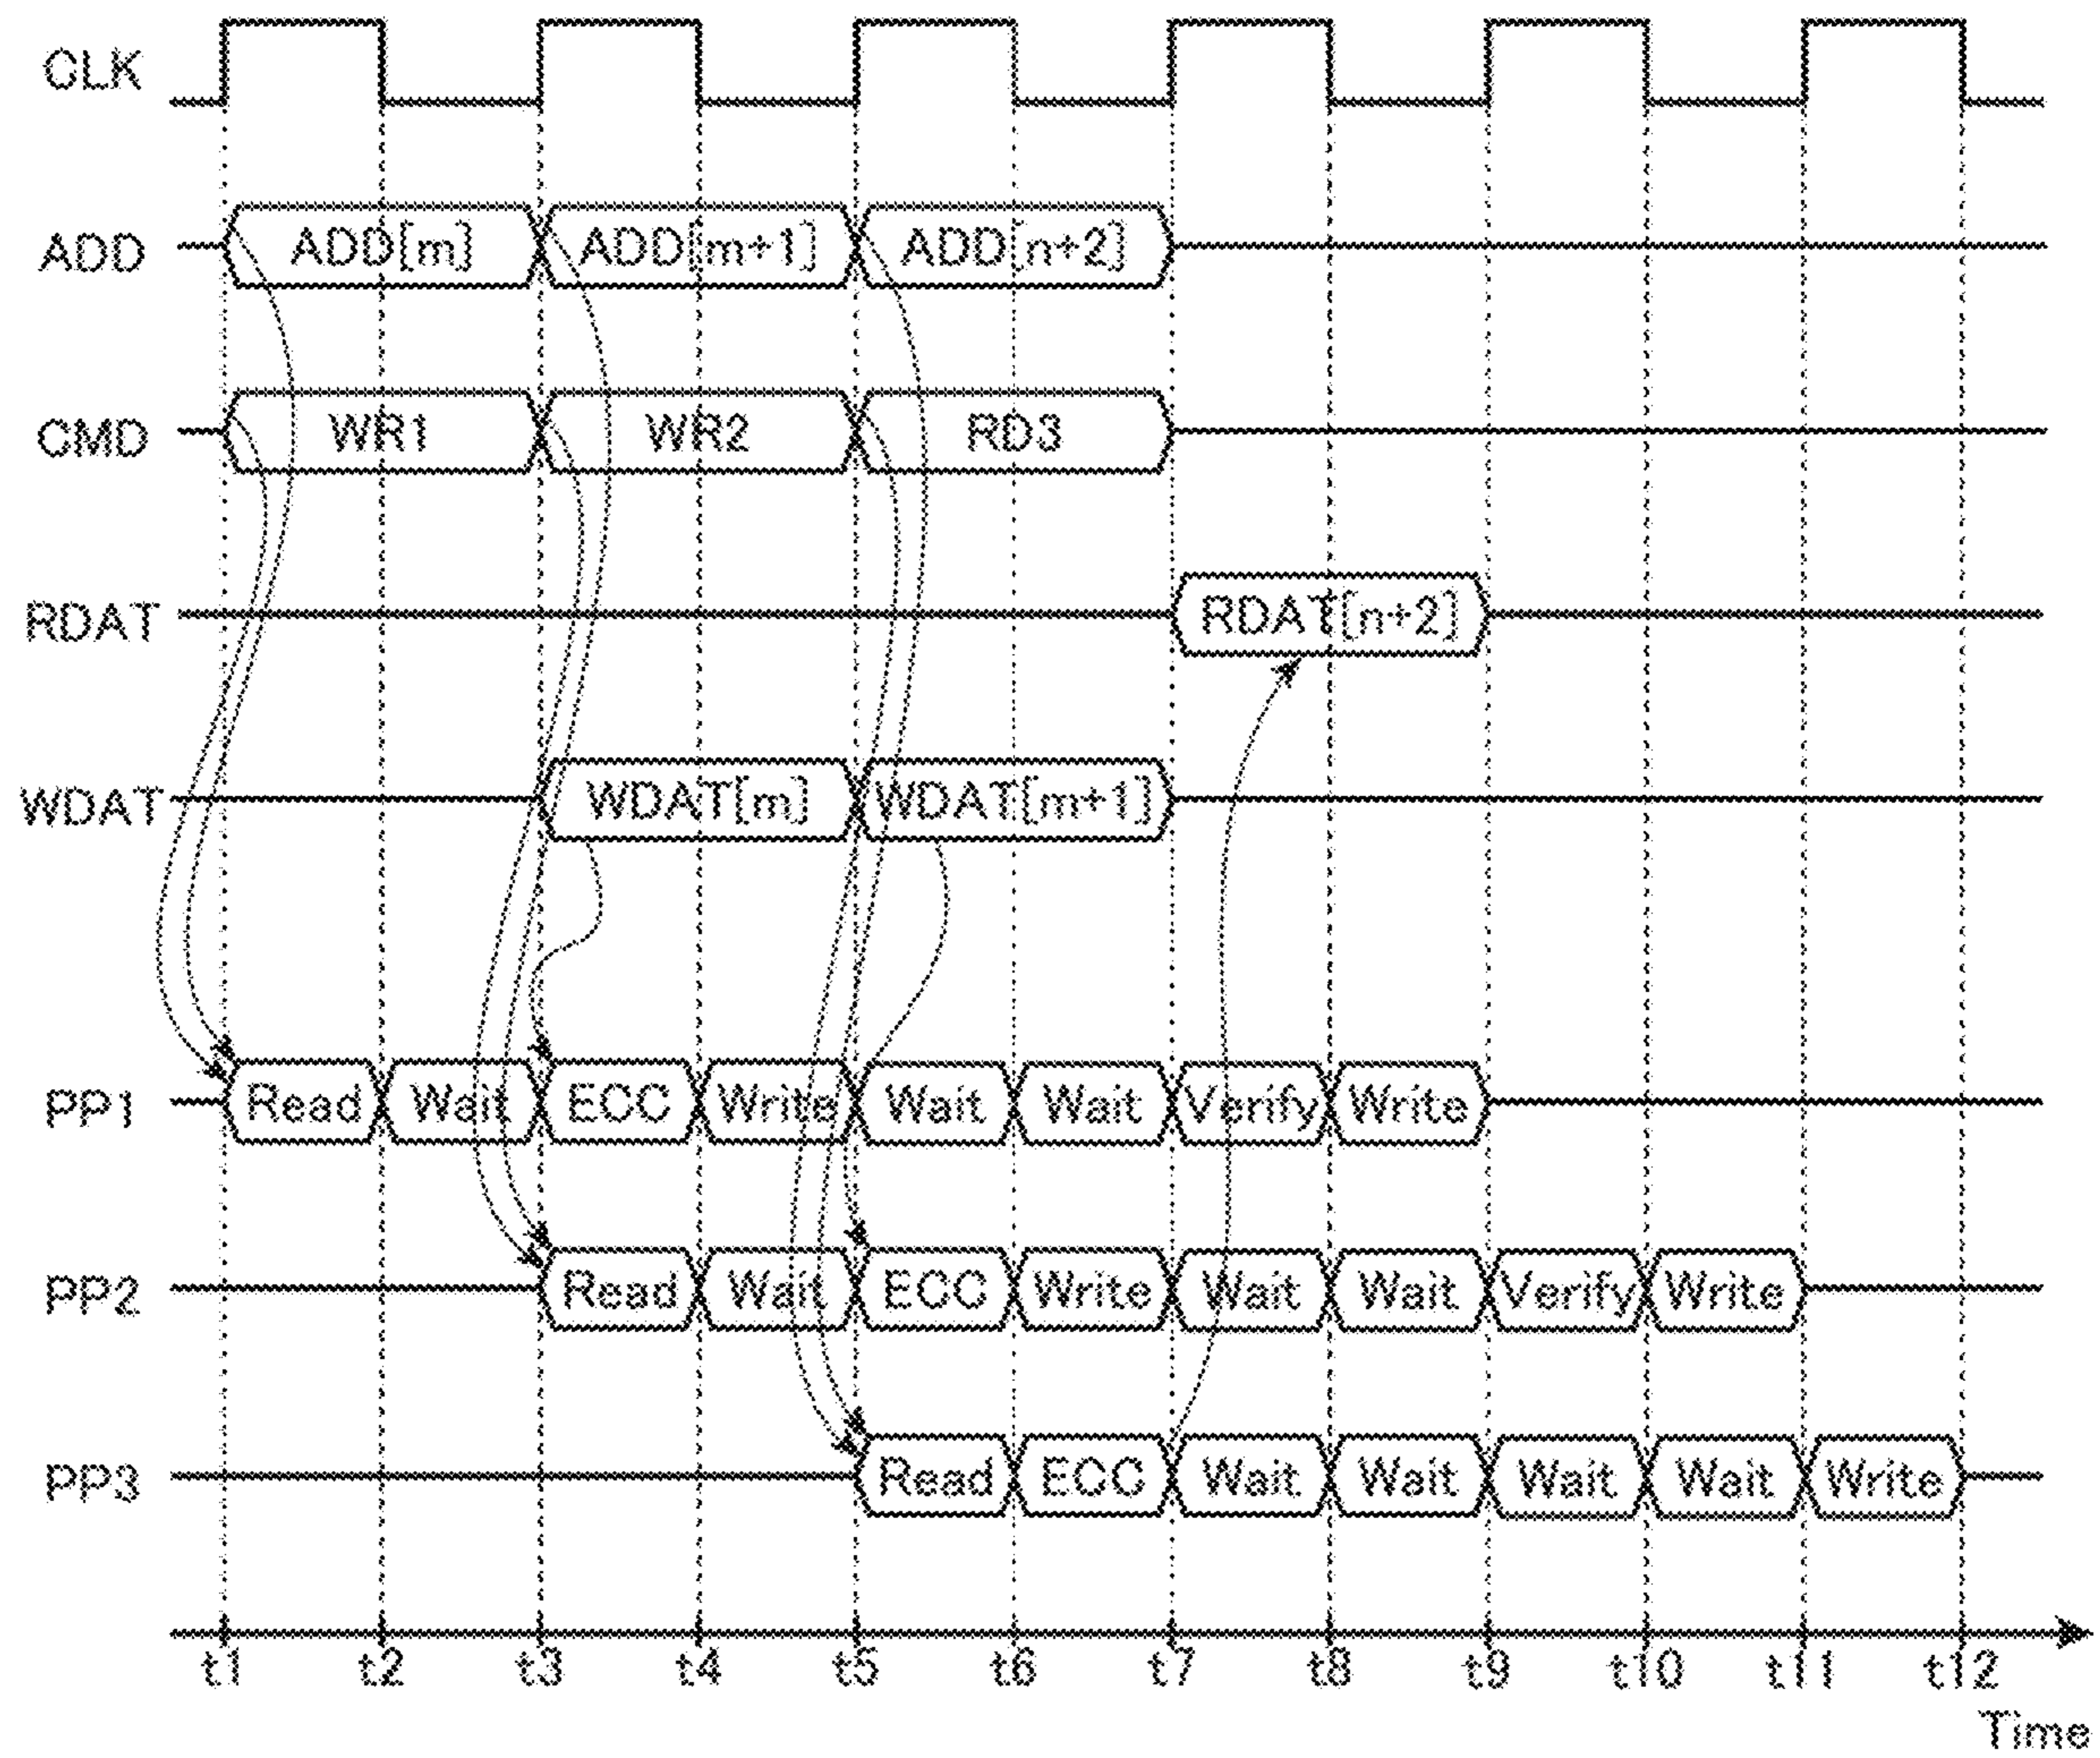 CLK
ADD ADD[m] ADD[m+1] ADD[n+2]
CMD WR1 WR2 RD3
RDAT RDAT[n+2]
WDAT WDAT[m] WDAT[m+1]
PP1 Read Wait ECC Write Wait Wait Verify Write
PP2 Read Wait ECC Write Wait Wait Verify Write
PP3 Read ECC Wait Wait Wait Wait Write
t1 t2 t3 t4 t5 t6 t7 t8 t9 t10 t11 t12
Time